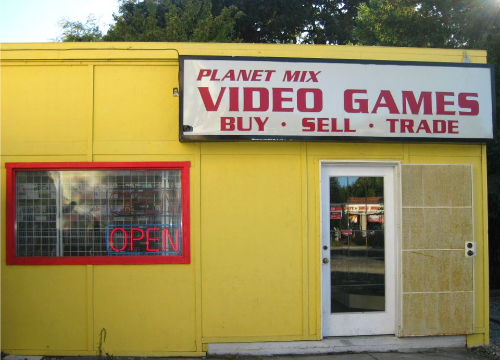 PLANET MIX
VIDEO GAMES
BUY · SELL · TRADE
OPEN